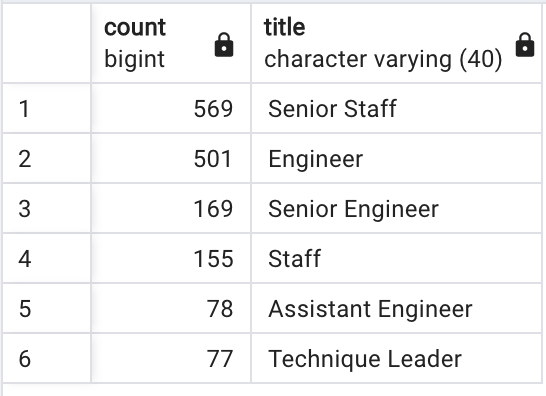 count title
bigint character varying (40)
1 569 Senior Staff
2 501 Engineer
3 169 Senior Engineer
4 155 Staff
5 78 Assistant Engineer
6 77 Technique Leader